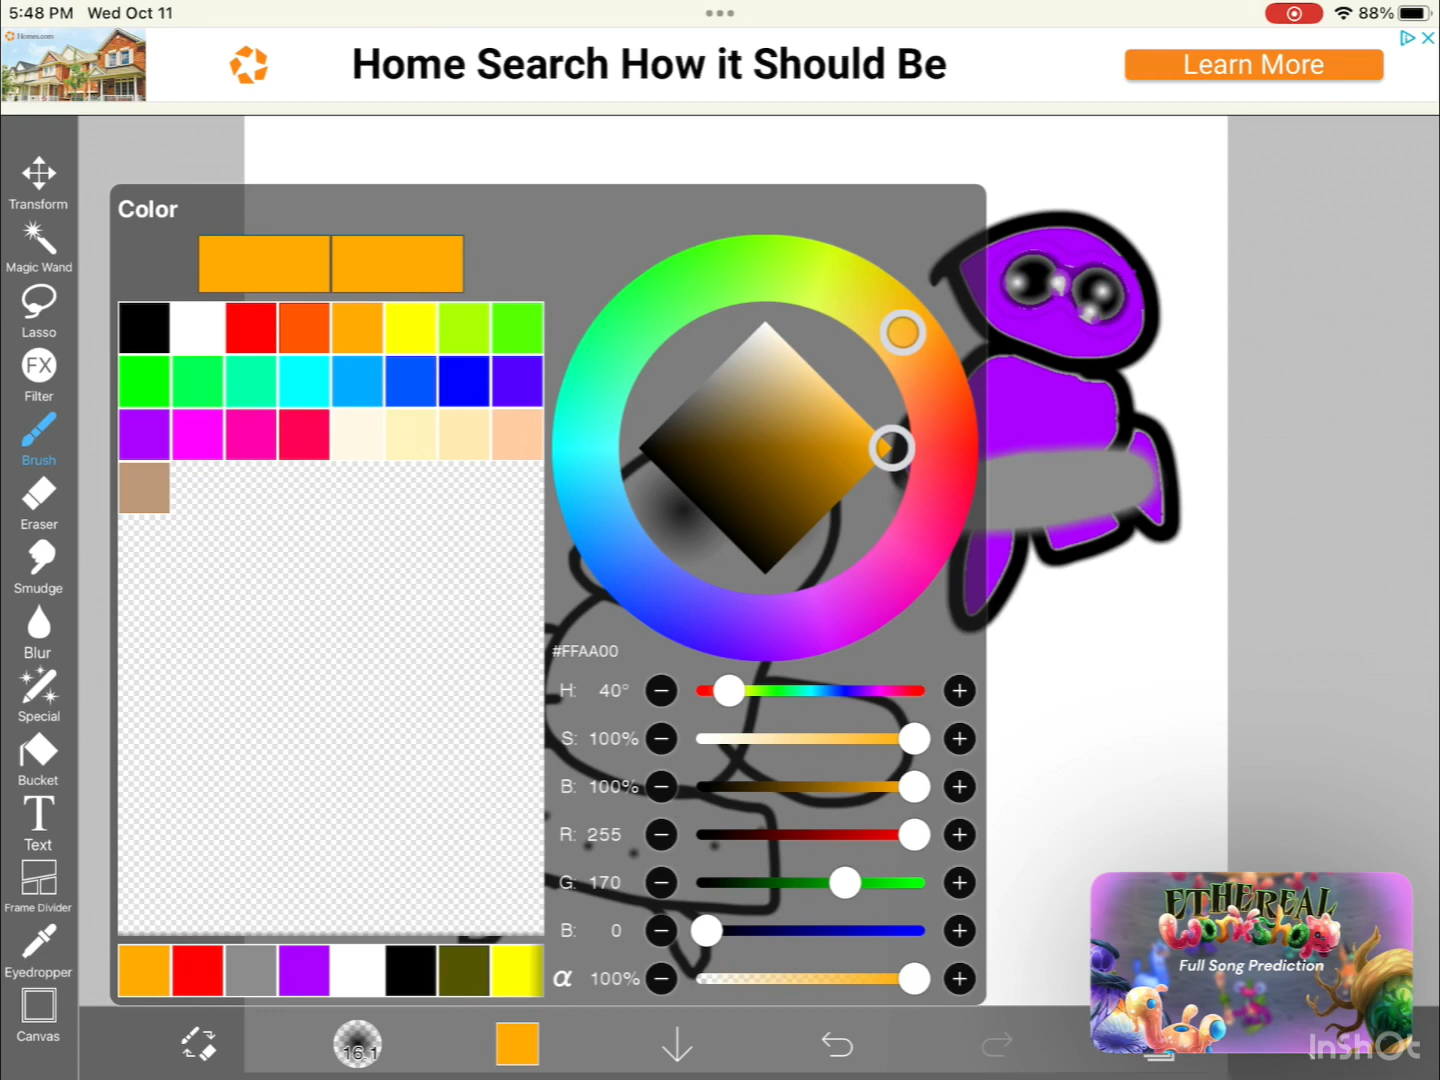 5:48 PM Wed Oct 11
88%
Homes.com
Home Search How it Should Be
Learn More
Transform
Magic Wand
Lasso
FX
Filter
Brush
Eraser
Smudge
Blur
Special
Bucket
T
Text
Frame Divider
Eyedropper
Canvas
Color
#FFAA00
H: 40°
S: 100%
B: 100%
R: 255
G: 170
B: 0
α 100%
16.1
ETHEREAL
WORKSHOP
Full Song Prediction
InShOt